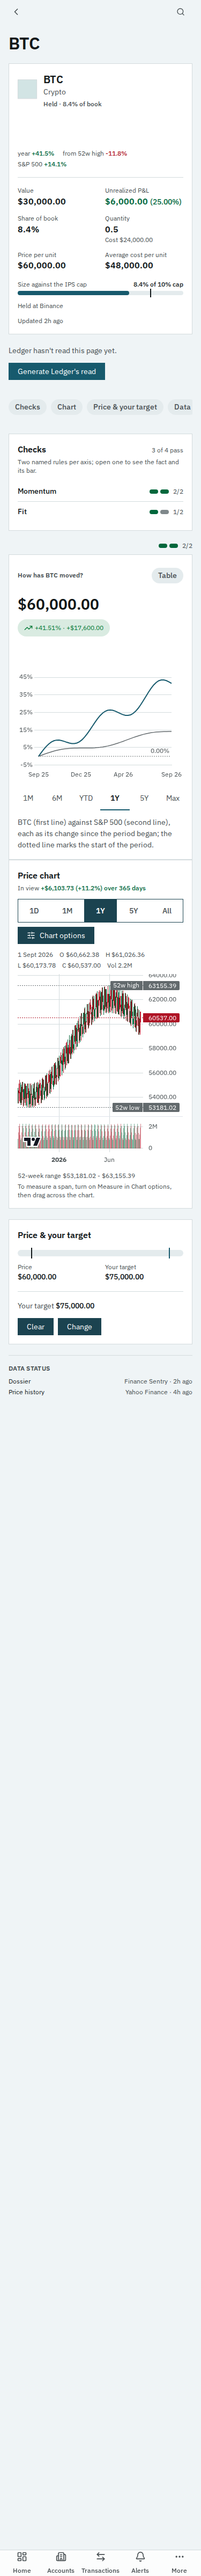 BTC
BTC
Crypto
Held · 8.4% of book
year +41.5% from 52w high -11.8%
S&P 500 +14.1%
Value Unrealized P&L
$30,000.00 $6,000.00 (25.00%)
Share of book Quantity
8.4% 0.5
Cost $24,000.00
Price per unit Average cost per unit
$60,000.00 $48,000.00
Size against the IPS cap 8.4% of 10% cap
Held at Binance
Updated 2h ago
Ledger hasn't read this page yet.
Generate Ledger's read
Checks Chart Price & your target Data
Checks 3 of 4 pass
Two named rules per axis; open one to see the fact and
its bar.
Momentum 2/2
Fit 1/2
2/2
How has BTC moved? Table
$60,000.00
+41.51% · +$17,600.00
45%
35%
25%
15%
5%
-5%
0.00%
Sep 25 Dec 25 Apr 26 Sep 26
1M 6M YTD 1Y 5Y Max
BTC (first line) against S&P 500 (second line),
each as its change since the period began; the
dotted line marks the start of the period.
Price chart
In view +$6,103.73 (+11.2%) over 365 days
1D 1M 1Y 5Y All
Chart options
1 Sept 2026 O $60,662.38 H $61,026.36
L $60,173.78 C $60,537.00 Vol 2.2M
64000.00
52w high 63155.39
62000.00
60537.00
60000.00
58000.00
56000.00
54000.00
52w low 53181.02
2M
0
2026 Jun
52-week range $53,181.02 – $63,155.39
To measure a span, turn on Measure in Chart options,
then drag across the chart.
Price & your target
Price Your target
$60,000.00 $75,000.00
Your target $75,000.00
Clear Change
DATA STATUS
Dossier Finance Sentry · 2h ago
Price history Yahoo Finance · 4h ago
Home Accounts Transactions Alerts More